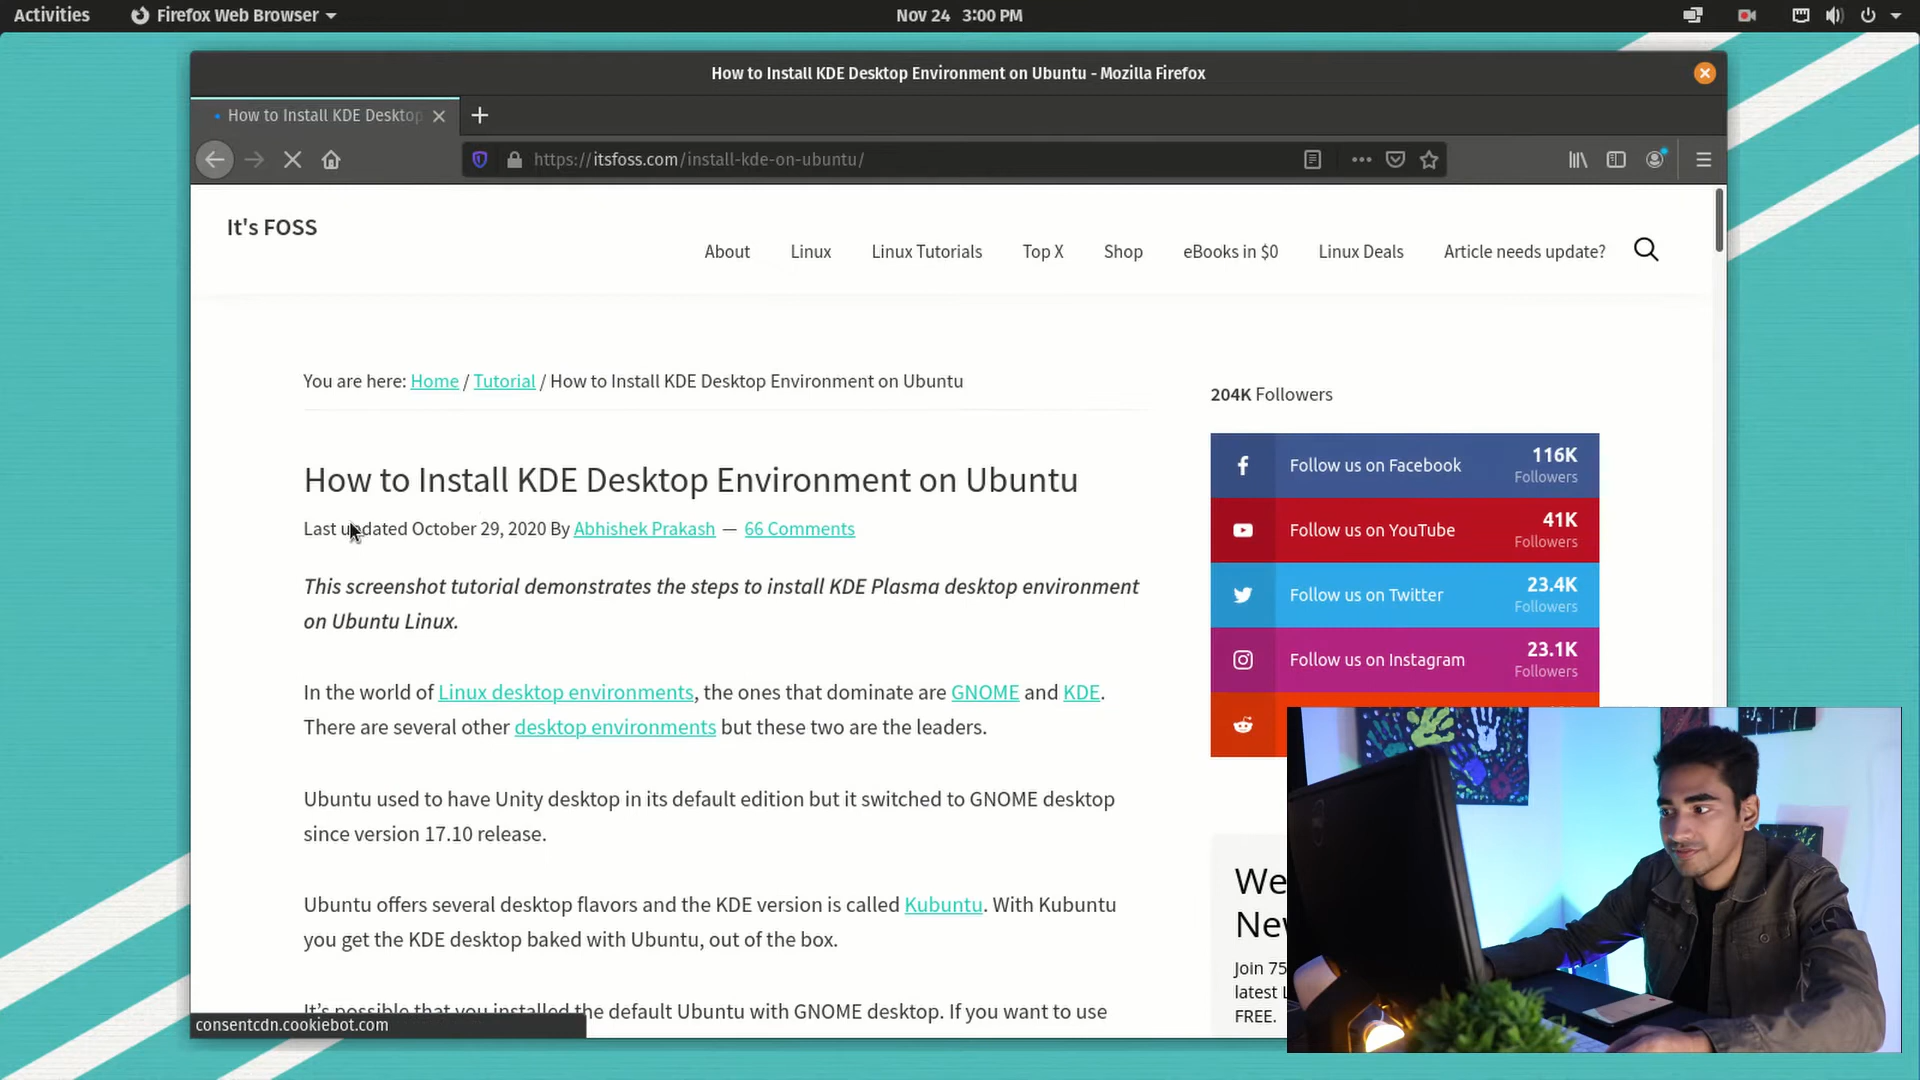 Activities
Firefox Web Browser
Nov 24 3:00 PM
How to Install KDE Desktop Environment on Ubuntu - Mozilla Firefox
How to Install KDE Desktop
https://itsfoss.com/install-kde-on-ubuntu/
It's FOSS
About
Linux
Linux Tutorials
Top X
Shop
eBooks in $0
Linux Deals
Article needs update?
You are here: Home / Tutorial / How to Install KDE Desktop Environment on Ubuntu
How to Install KDE Desktop Environment on Ubuntu
Last updated October 29, 2020 By Abhishek Prakash — 66 Comments
This screenshot tutorial demonstrates the steps to install KDE Plasma desktop environment
on Ubuntu Linux.
In the world of Linux desktop environments, the ones that dominate are GNOME and KDE.
There are several other desktop environments but these two are the leaders.
Ubuntu used to have Unity desktop in its default edition but it switched to GNOME desktop
since version 17.10 release.
Ubuntu offers several desktop flavors and the KDE version is called Kubuntu. With Kubuntu
you get the KDE desktop baked with Ubuntu, out of the box.
It's possible that you installed the default Ubuntu with GNOME desktop. If you want to use
consentcdn.cookiebot.com
204K Followers
Follow us on Facebook
116K
Followers
Follow us on YouTube
41K
Followers
Follow us on Twitter
23.4K
Followers
Follow us on Instagram
23.1K
Followers
We
New
Join 75
latest L
FREE.